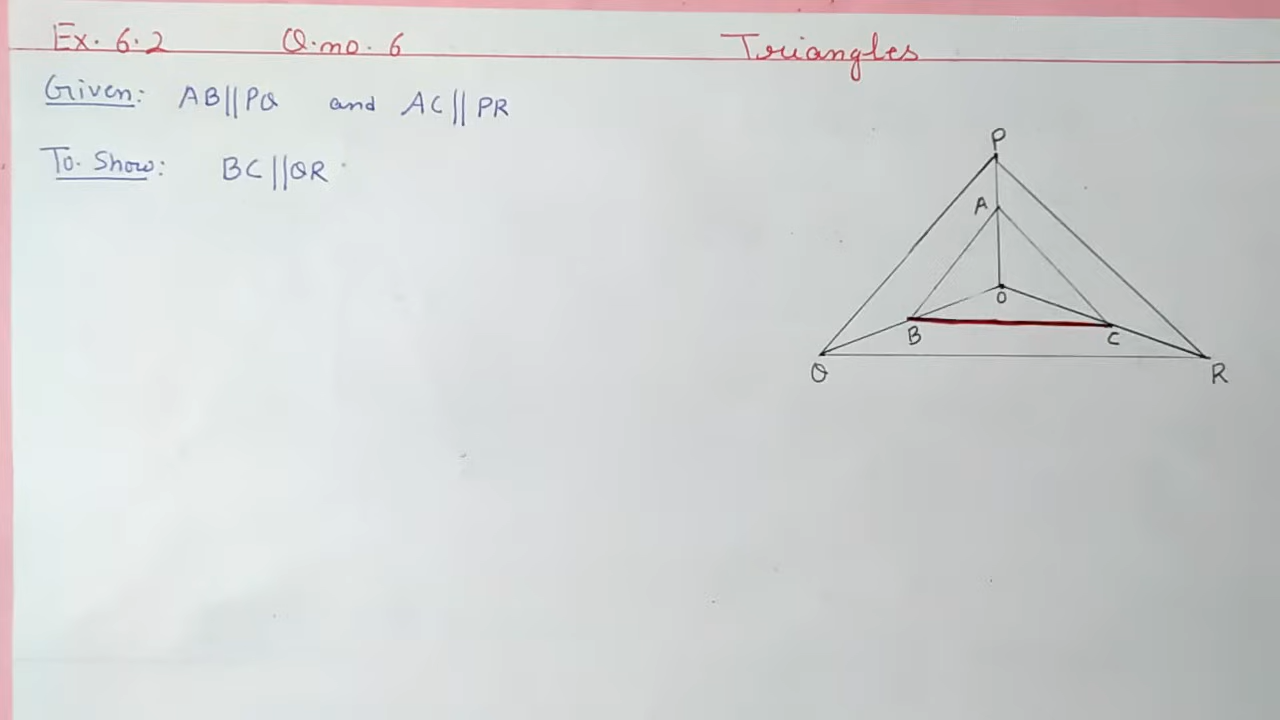 Ex. 6.2 Q.no. 6 Triangles
Given: AB||PQ and AC||PR
To Show: BC||QR
P
A
O
B
C
Q
R